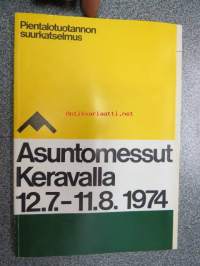 Pientalotuotannon
suurkatselmus
Asuntomessut
Keravalla
12.7.-11.8. 1974